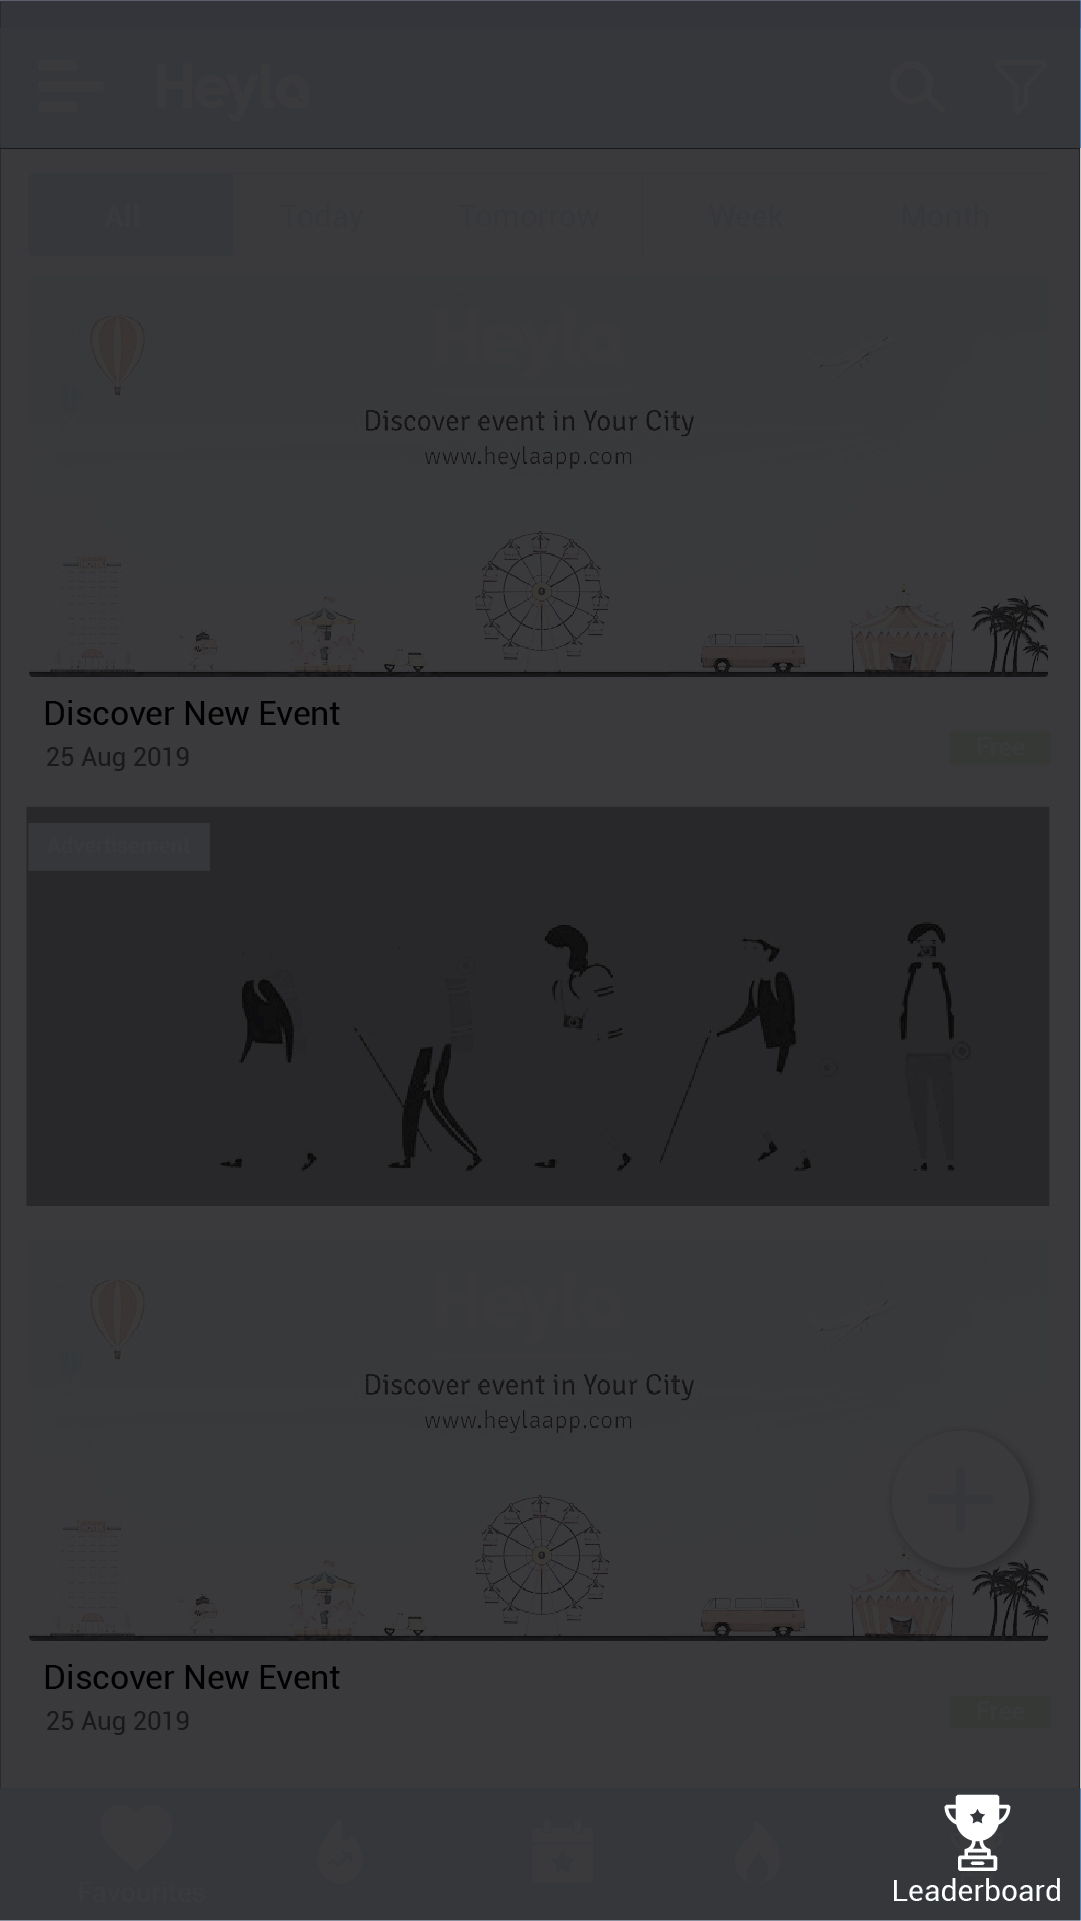 Heyla
All Today Tomorrow Week Month
Heyla
Discover event in Your City
www.heylaapp.com
Discover New Event
25 Aug 2019
Free
Advertisement
Heyla
Discover event in Your City
www.heylaapp.com
Discover New Event
25 Aug 2019
Free
Favourites
Leaderboard